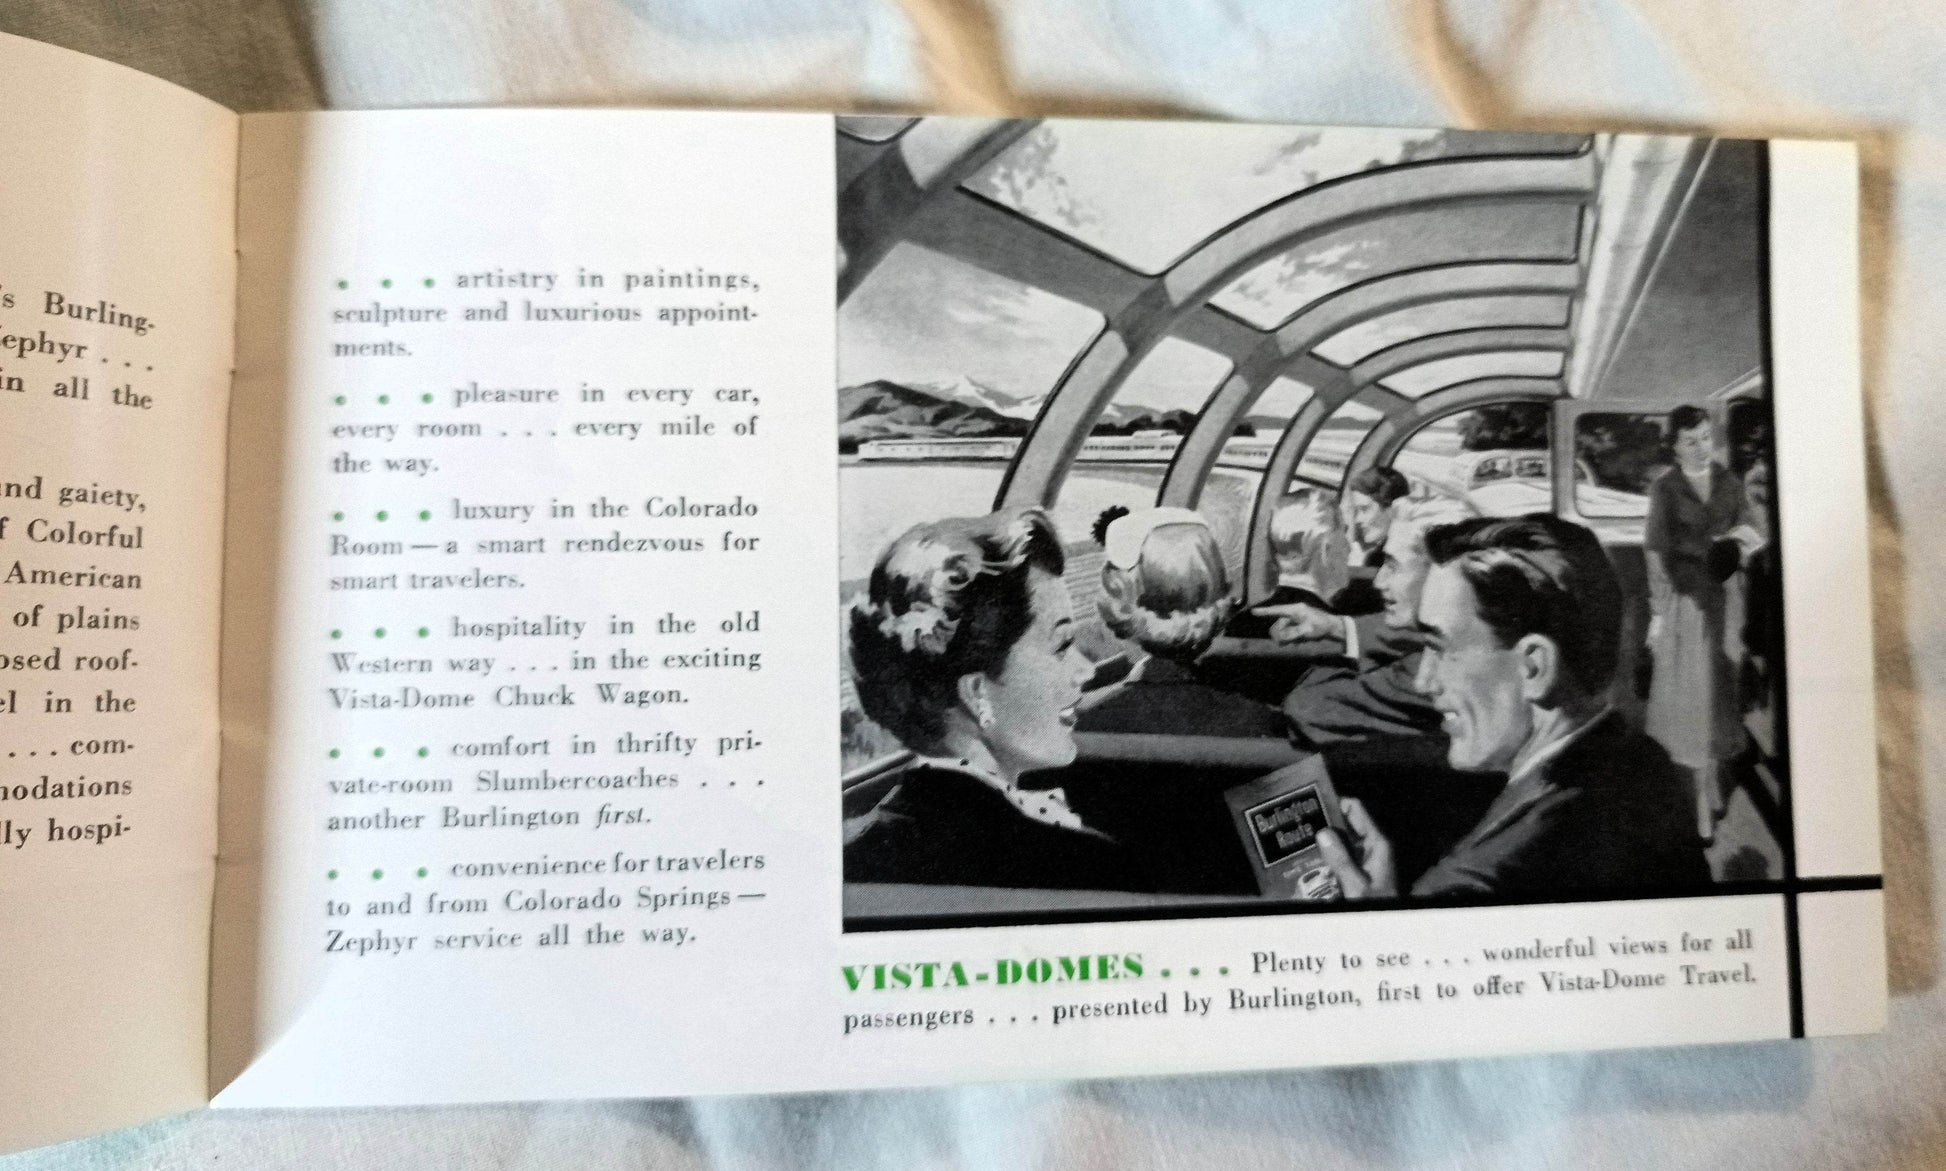 's Burling-
Zephyr . . .
in all the
and gaiety,
f Colorful
American
of plains
osed roof-
el in the
. . . com-
modations
lly hospi-
• • • artistry in paintings,
sculpture and luxurious appoint-
ments.
• • • pleasure in every car,
every room . . . every mile of
the way.
• • • luxury in the Colorado
Room — a smart rendezvous for
smart travelers.
• • • hospitality in the old
Western way . . . in the exciting
Vista-Dome Chuck Wagon.
• • • comfort in thrifty pri-
vate-room Slumbercoaches . . .
another Burlington first.
• • • convenience for travelers
to and from Colorado Springs —
Zephyr service all the way.
Burlington
Route
VISTA-DOMES . . . Plenty to see . . . wonderful views for all
passengers . . . presented by Burlington, first to offer Vista-Dome Travel.